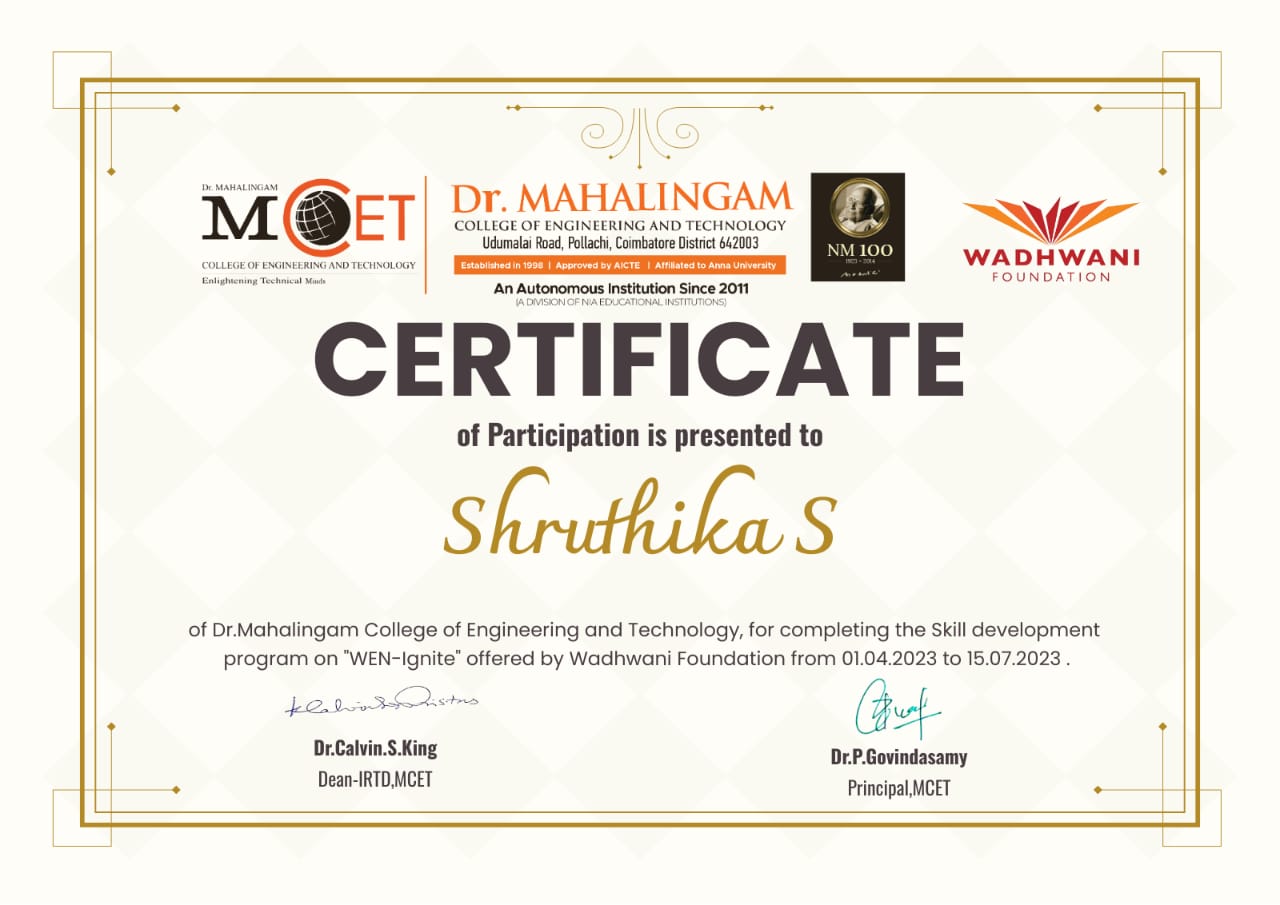 Dr. MAHALINGAM
MCET
COLLEGE OF ENGINEERING AND TECHNOLOGY
Enlightening Technical Minds
Dr. MAHALINGAM
COLLEGE OF ENGINEERING AND TECHNOLOGY
Udumalai Road, Pollachi, Coimbatore District 642003
Established in 1998 | Approved by AICTE | Affiliated to Anna University
An Autonomous Institution Since 2011
(A DIVISION OF NIA EDUCATIONAL INSTITUTIONS)
NM 100
1923 - 2014
WADHWANI
FOUNDATION
CERTIFICATE
of Participation is presented to
Shruthika S
of Dr.Mahalingam College of Engineering and Technology, for completing the Skill development
program on "WEN-Ignite" offered by Wadhwani Foundation from 01.04.2023 to 15.07.2023 .
Dr.Calvin.S.King
Dean-IRTD,MCET
Dr.P.Govindasamy
Principal,MCET